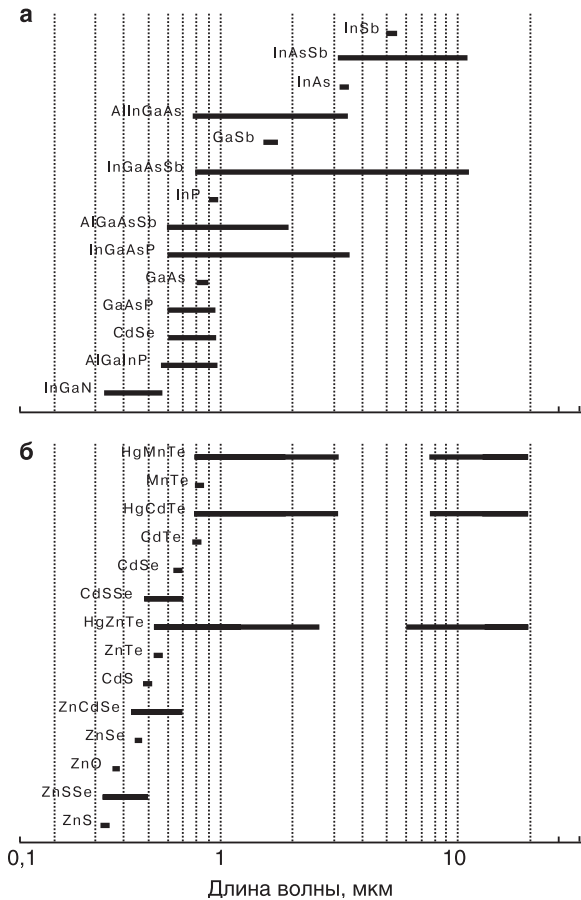 а
InSb
InAsSb
InAs
AlInGaAs
GaSb
InGaAsSb
InP
AlGaAsSb
InGaAsP
GaAs
GaAsP
CdSe
AlGaInP
InGaN
б
HgMnTe
MnTe
HgCdTe
CdTe
CdSe
CdSSe
HgZnTe
ZnTe
CdS
ZnCdSe
ZnSe
ZnO
ZnSSe
ZnS
0,1 1 10
Длина волны, мкм